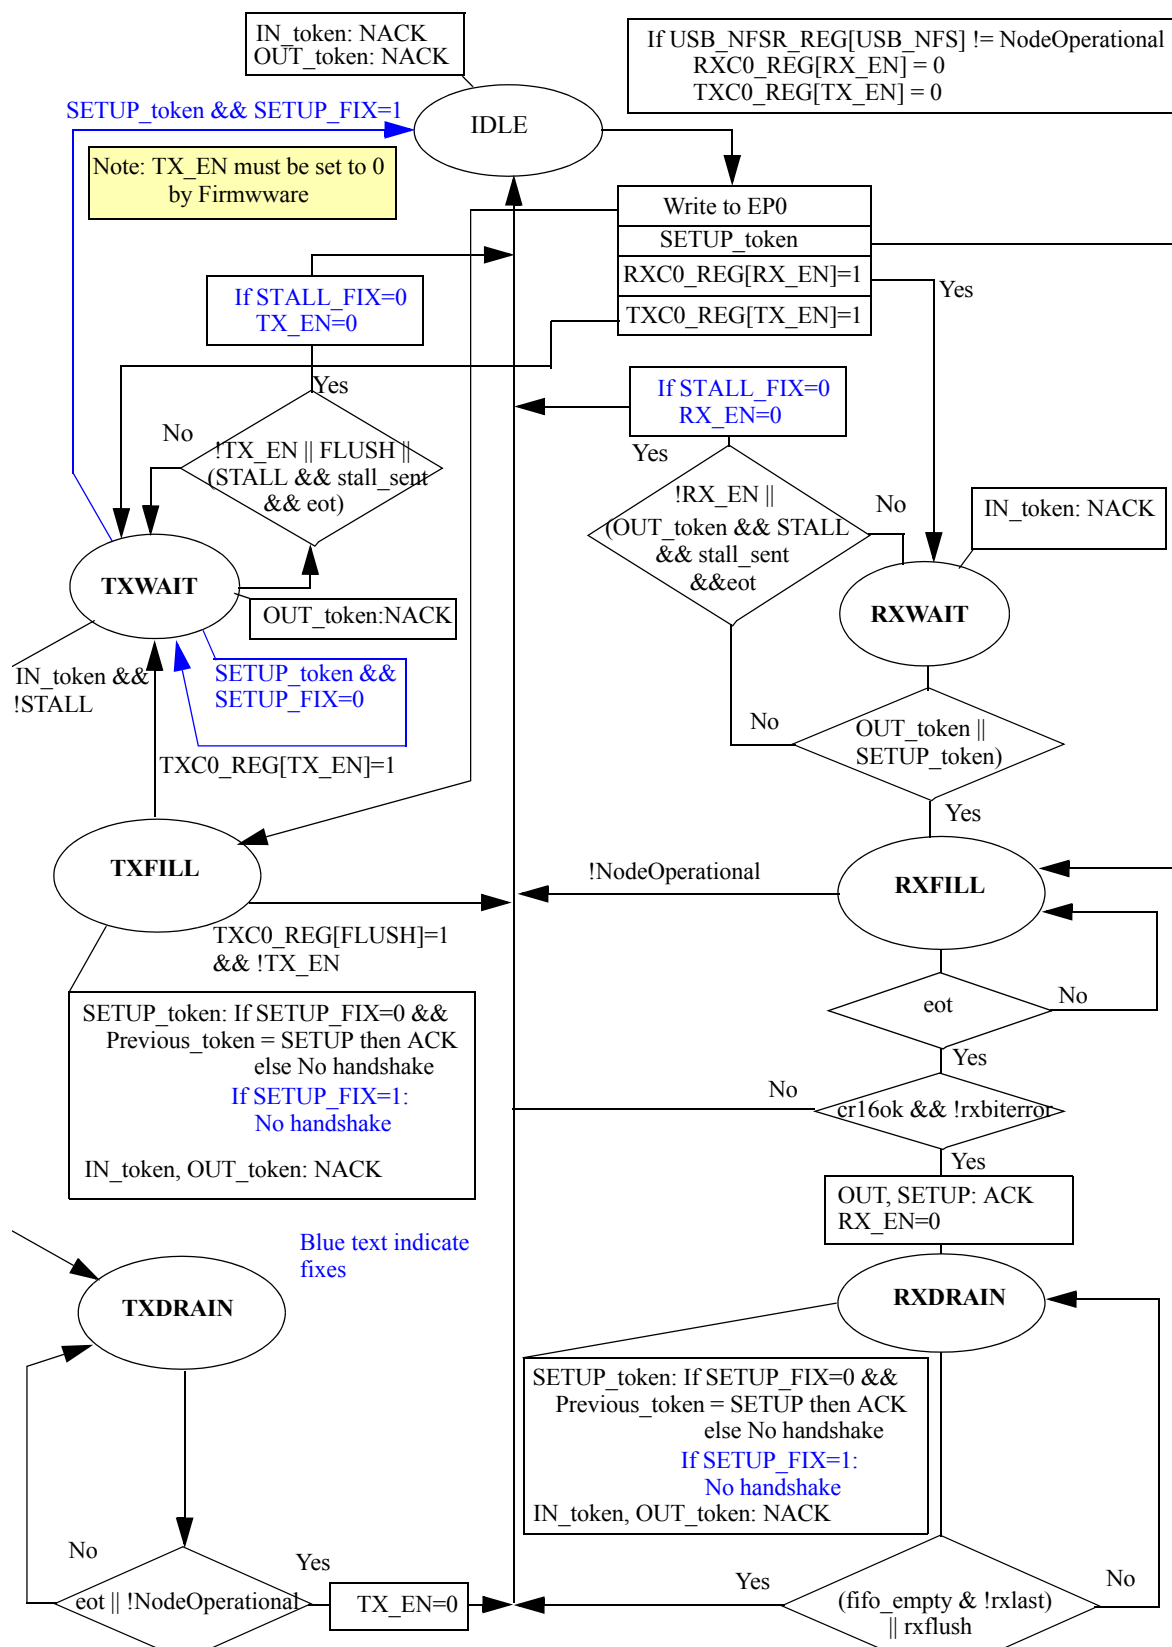 IN_token: NACK
OUT_token: NACK
If USB_NFSR_REG[USB_NFS] != NodeOperational
RXC0_REG[RX_EN] = 0
TXC0_REG[TX_EN] = 0
SETUP_token && SETUP_FIX=1
IDLE
Note: TX_EN must be set to 0
by Firmwware
Write to EP0
SETUP_token
RXC0_REG[RX_EN]=1
TXC0_REG[TX_EN]=1
Yes
If STALL_FIX=0
TX_EN=0
Yes
No
!TX_EN || FLUSH ||
(STALL && stall_sent
&& eot)
If STALL_FIX=0
RX_EN=0
Yes
!RX_EN ||
(OUT_token && STALL
&& stall_sent
&&eot
No
IN_token: NACK
TXWAIT
OUT_token:NACK
RXWAIT
IN_token &&
!STALL
SETUP_token &&
SETUP_FIX=0
TXC0_REG[TX_EN]=1
No
OUT_token ||
SETUP_token)
Yes
TXFILL
!NodeOperational
RXFILL
TXC0_REG[FLUSH]=1
&& !TX_EN
eot
No
Yes
SETUP_token: If SETUP_FIX=0 &&
Previous_token = SETUP then ACK
else No handshake
If SETUP_FIX=1:
No handshake
IN_token, OUT_token: NACK
No
cr16ok && !rxbiterror
Yes
OUT, SETUP: ACK
RX_EN=0
Blue text indicate
fixes
TXDRAIN
RXDRAIN
SETUP_token: If SETUP_FIX=0 &&
Previous_token = SETUP then ACK
else No handshake
If SETUP_FIX=1:
No handshake
IN_token, OUT_token: NACK
No
eot || !NodeOperational
Yes
TX_EN=0
Yes
(fifo_empty & !rxlast)
|| rxflush
No